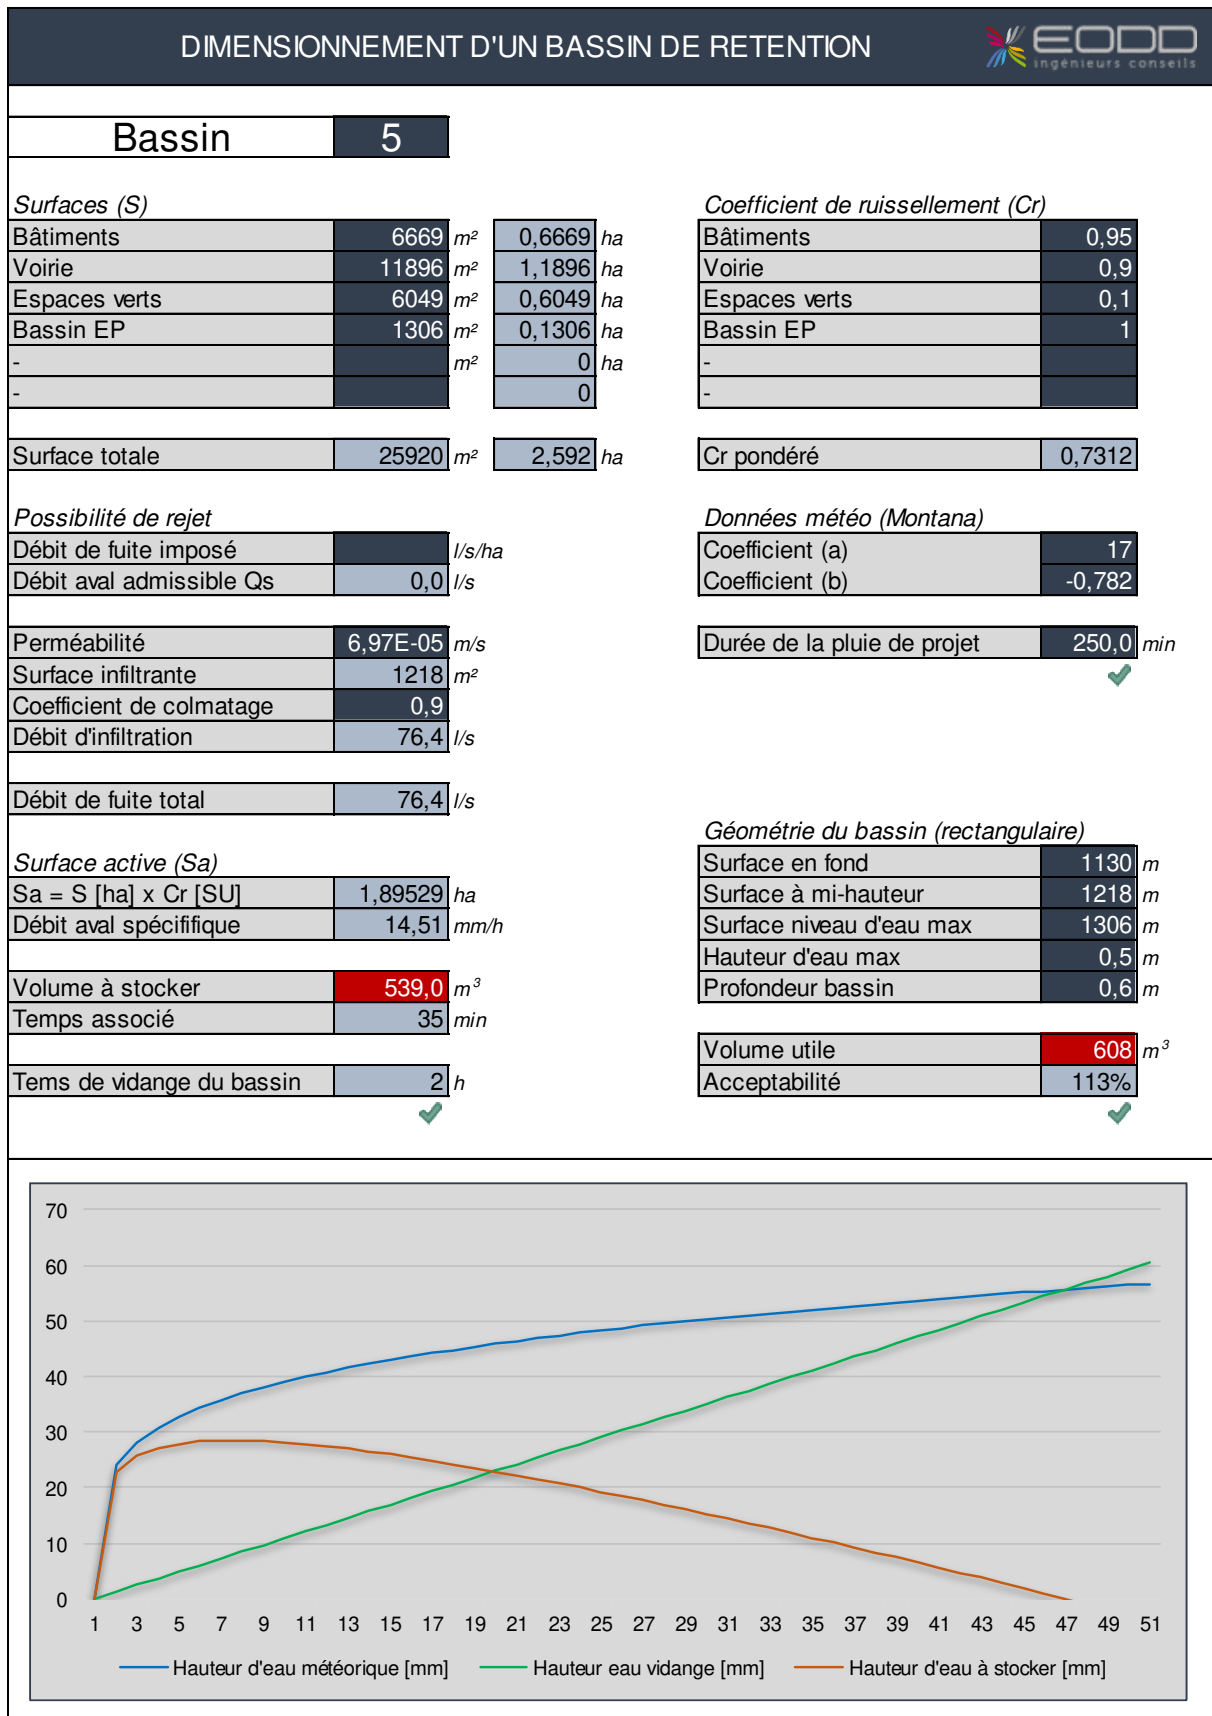 DIMENSIONNEMENT D'UN BASSIN DE RETENTION
EODD
ingénieurs conseils
Bassin 5
Surfaces (S)
Bâtiments 6669 m² 0,6669 ha
Voirie 11896 m² 1,1896 ha
Espaces verts 6049 m² 0,6049 ha
Bassin EP 1306 m² 0,1306 ha
- m² 0 ha
- 0
Surface totale 25920 m² 2,592 ha
Coefficient de ruissellement (Cr)
Bâtiments 0,95
Voirie 0,9
Espaces verts 0,1
Bassin EP 1
-
-
Cr pondéré 0,7312
Possibilité de rejet
Débit de fuite imposé l/s/ha
Débit aval admissible Qs 0,0 l/s
Données météo (Montana)
Coefficient (a) 17
Coefficient (b) -0,782
Perméabilité 6,97E-05 m/s
Surface infiltrante 1218 m²
Coefficient de colmatage 0,9
Débit d'infiltration 76,4 l/s
Durée de la pluie de projet 250,0 min
Débit de fuite total 76,4 l/s
Surface active (Sa)
Sa = S [ha] x Cr [SU] 1,89529 ha
Débit aval spécififique 14,51 mm/h
Volume à stocker 539,0 m³
Temps associé 35 min
Tems de vidange du bassin 2 h
Géométrie du bassin (rectangulaire)
Surface en fond 1130 m
Surface à mi-hauteur 1218 m
Surface niveau d'eau max 1306 m
Hauteur d'eau max 0,5 m
Profondeur bassin 0,6 m
Volume utile 608 m³
Acceptabilité 113%
70
60
50
40
30
20
10
0
1 3 5 7 9 11 13 15 17 19 21 23 25 27 29 31 33 35 37 39 41 43 45 47 49 51
Hauteur d'eau météorique [mm] Hauteur eau vidange [mm] Hauteur d'eau à stocker [mm]